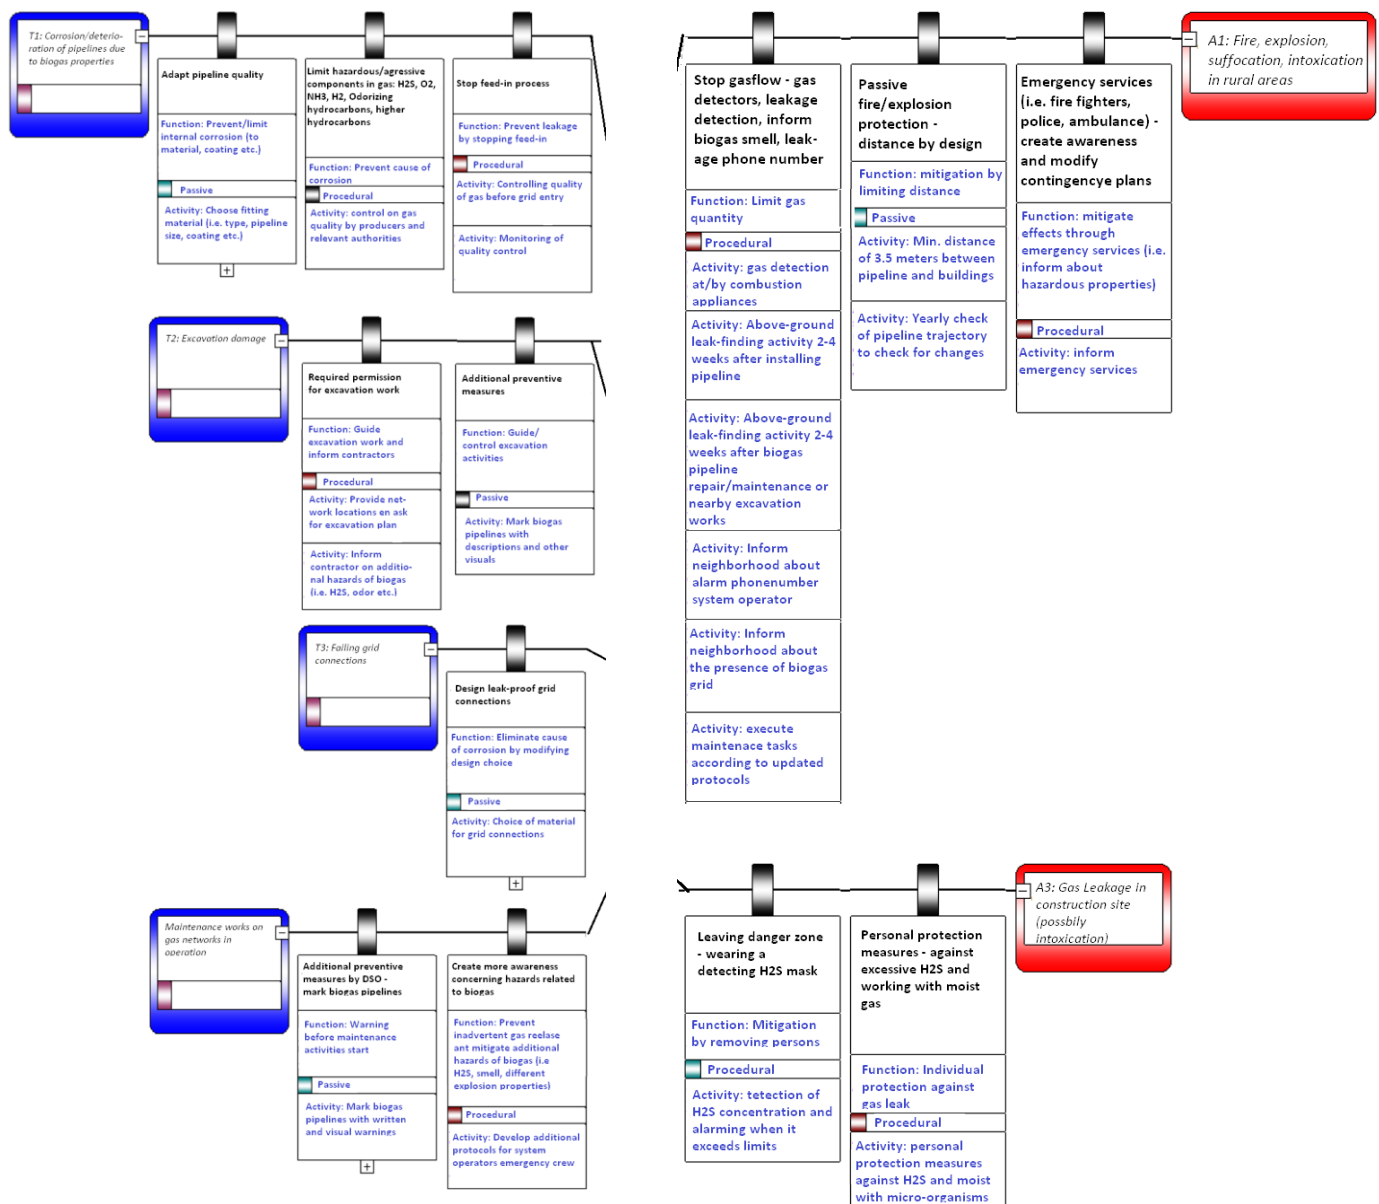 T1: Corrosion/deterio-
ration of pipelines due
to biogas properties
Adapt pipeline quality
Function: Prevent/limit
internal corrosion (to
material, coating etc.)
Passive
Activity: Choose fitting
material (i.e. type, pipeline
size, coating etc.)
Limit hazardous/agressive
components in gas: H2S, O2,
NH3, H2, Odorizing
hydrocarbons, higher
hydrocarbons
Function: Prevent cause of
corrosion
Procedural
Activity: control on gas
quality by producers and
relevant authorities
Stop feed-in process
Function: Prevent leakage
by stopping feed-in
Procedural
Activity: Controlling quality
of gas before grid entry
Activity: Monitoring of
quality control
T2: Excavation damage
Required permission
for excavation work
Function: Guide
excavation work and
inform contractors
Procedural
Activity: Provide net-
work locations en ask
for excavation plan
Activity: Inform
contractor on additio-
nal hazards of biogas
(i.e. H2S, odor etc.)
Additional preventive
measures
Function: Guide/
control excavation
activities
Passive
Activity: Mark biogas
pipelines with
descriptions and other
visuals
T3: Failing grid
connections
Design leak-proof grid
connections
Function: Eliminate cause
of corrosion by modifying
design choice
Passive
Activity: Choice of material
for grid connections
Maintenance works on
gas networks in
operation
Additional preventive
measures by DSO -
mark biogas pipelines
Function: Warning
before maintenance
activities start
Passive
Activity: Mark biogas
pipelines with written
and visual warnings
Create more awareness
concerning hazards related
to biogas
Function: Prevent
inadvertent gas reelase
ant mitigate additional
hazards of biogas (i.e
H2S, smell, different
explosion properties)
Procedural
Activity: Develop additional
protocols for system
operators emergency crew
Stop gasflow - gas
detectors, leakage
detection, inform
biogas smell, leak-
age phone number
Function: Limit gas
quantity
Procedural
Activity: gas detection
at/by combustion
appliances
Activity: Above-ground
leak-finding activity 2-4
weeks after installing
pipeline
Activity: Above-ground
leak-finding activity 2-4
weeks after biogas
pipeline
repair/maintenance or
nearby excavation
works
Activity: Inform
neighborhood about
alarm phonenumber
system operator
Activity: Inform
neighborhood about
the presence of biogas
grid
Activity: execute
maintenace tasks
according to updated
protocols
Passive
fire/explosion
protection -
distance by design
Function: mitigation by
limiting distance
Passive
Activity: Min. distance
of 3.5 meters between
pipeline and buildings
Activity: Yearly check
of pipeline trajectory
to check for changes
Emergency services
(i.e. fire fighters,
police, ambulance) -
create awareness
and modify
contingencye plans
Function: mitigate
effects through
emergency services (i.e.
inform about
hazardous properties)
Procedural
Activity: inform
emergency services
A1: Fire, explosion,
suffocation, intoxication
in rural areas
Leaving danger zone
- wearing a
detecting H2S mask
Function: Mitigation
by removing persons
Procedural
Activity: tetection of
H2S concentration and
alarming when it
exceeds limits
Personal protection
measures - against
excessive H2S and
working with moist
gas
Function: Individual
protection against
gas leak
Procedural
Activity: personal
protection measures
against H2S and moist
with micro-organisms
A3: Gas Leakage in
construction site
(possbily
intoxication)